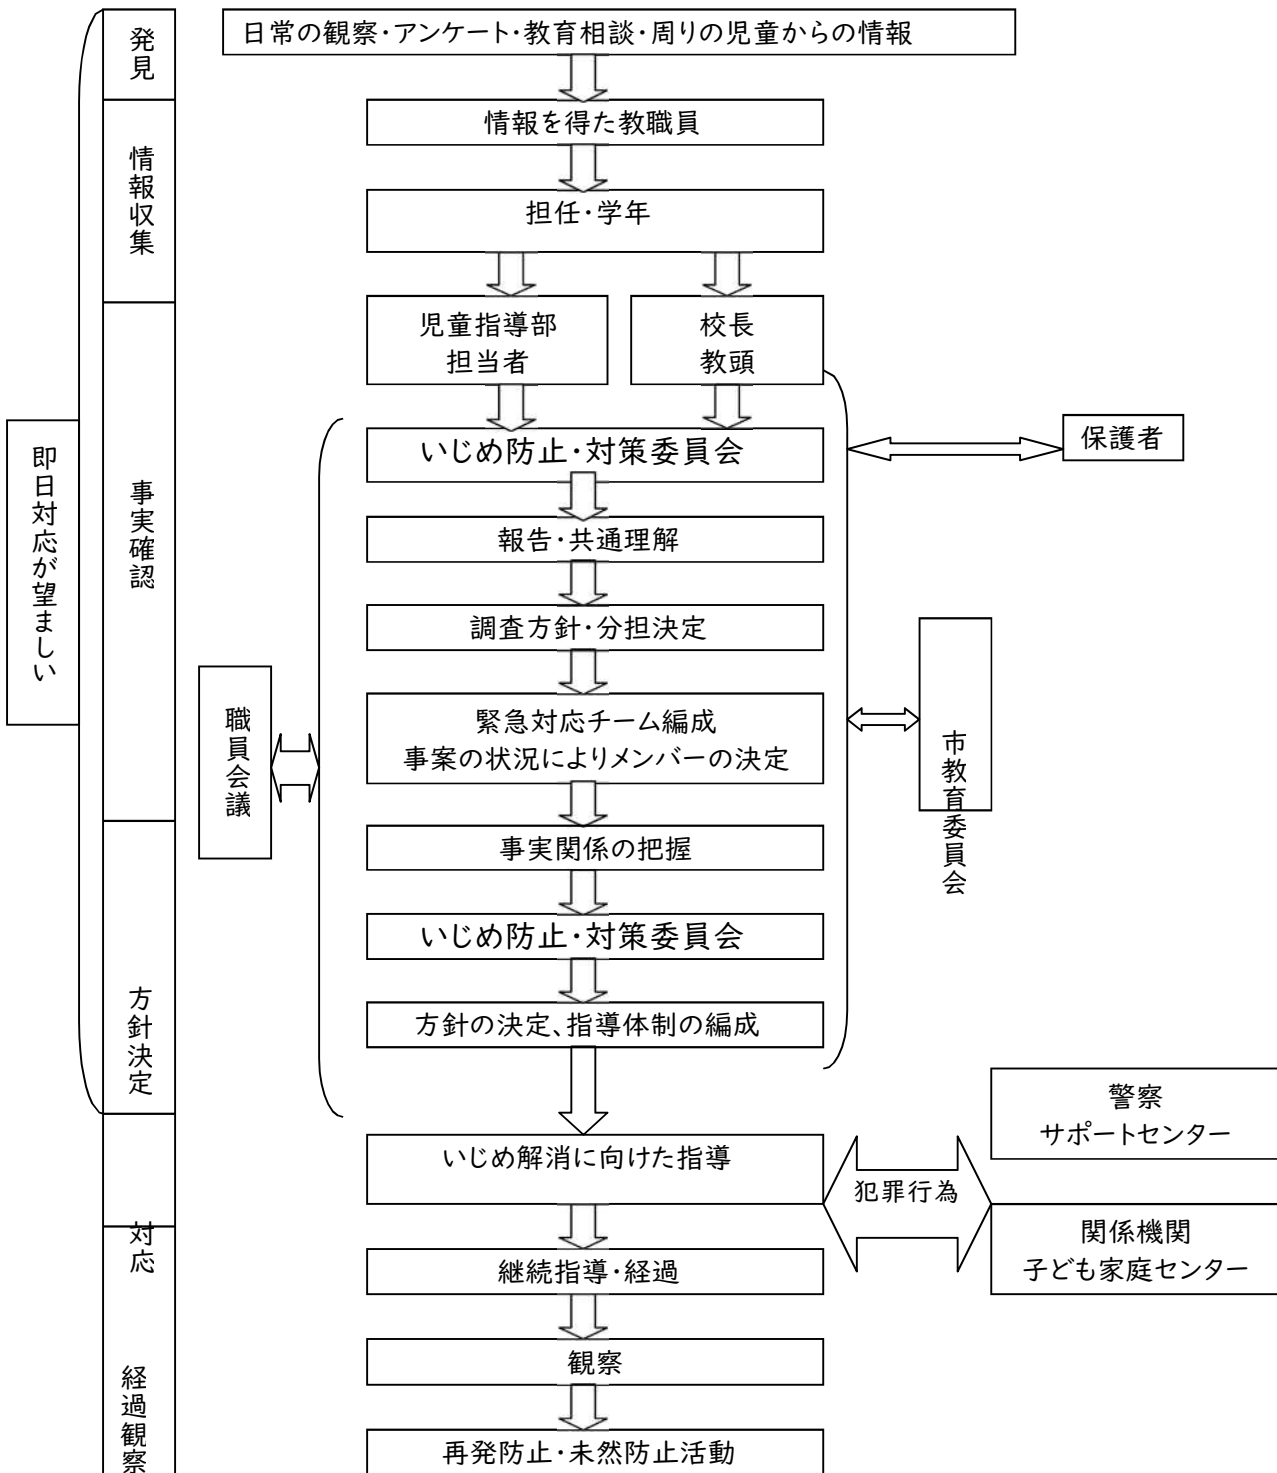 発見
日常の観察・アンケート・教育相談・周りの児童からの情報
情報収集
情報を得た教職員
担任・学年
児童指導部
担当者
校長
教頭
即日対応が望ましい
事実確認
いじめ防止・対策委員会
保護者
報告・共通理解
調査方針・分担決定
職員会議
緊急対応チーム編成
事案の状況によりメンバーの決定
市教育委員会
事実関係の把握
いじめ防止・対策委員会
方針決定
方針の決定、指導体制の編成
警察
サポートセンター
いじめ解消に向けた指導
犯罪行為
対応
関係機関
子ども家庭センター
継続指導・経過
観察
経過観察
再発防止・未然防止活動